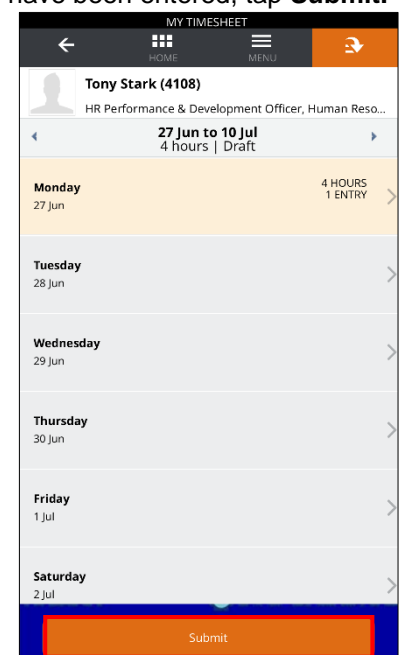 have been entered, tap Submit.
MY TIMESHEET
HOME
MENU
Tony Stark (4108)
HR Performance & Development Officer, Human Reso...
27 Jun to 10 Jul
4 hours | Draft
Monday
4 HOURS
27 Jun
1 ENTRY
Tuesday
28 Jun
Wednesday
29 Jun
Thursday
30 Jun
Friday
1 Jul
Saturday
2 Jul
Submit